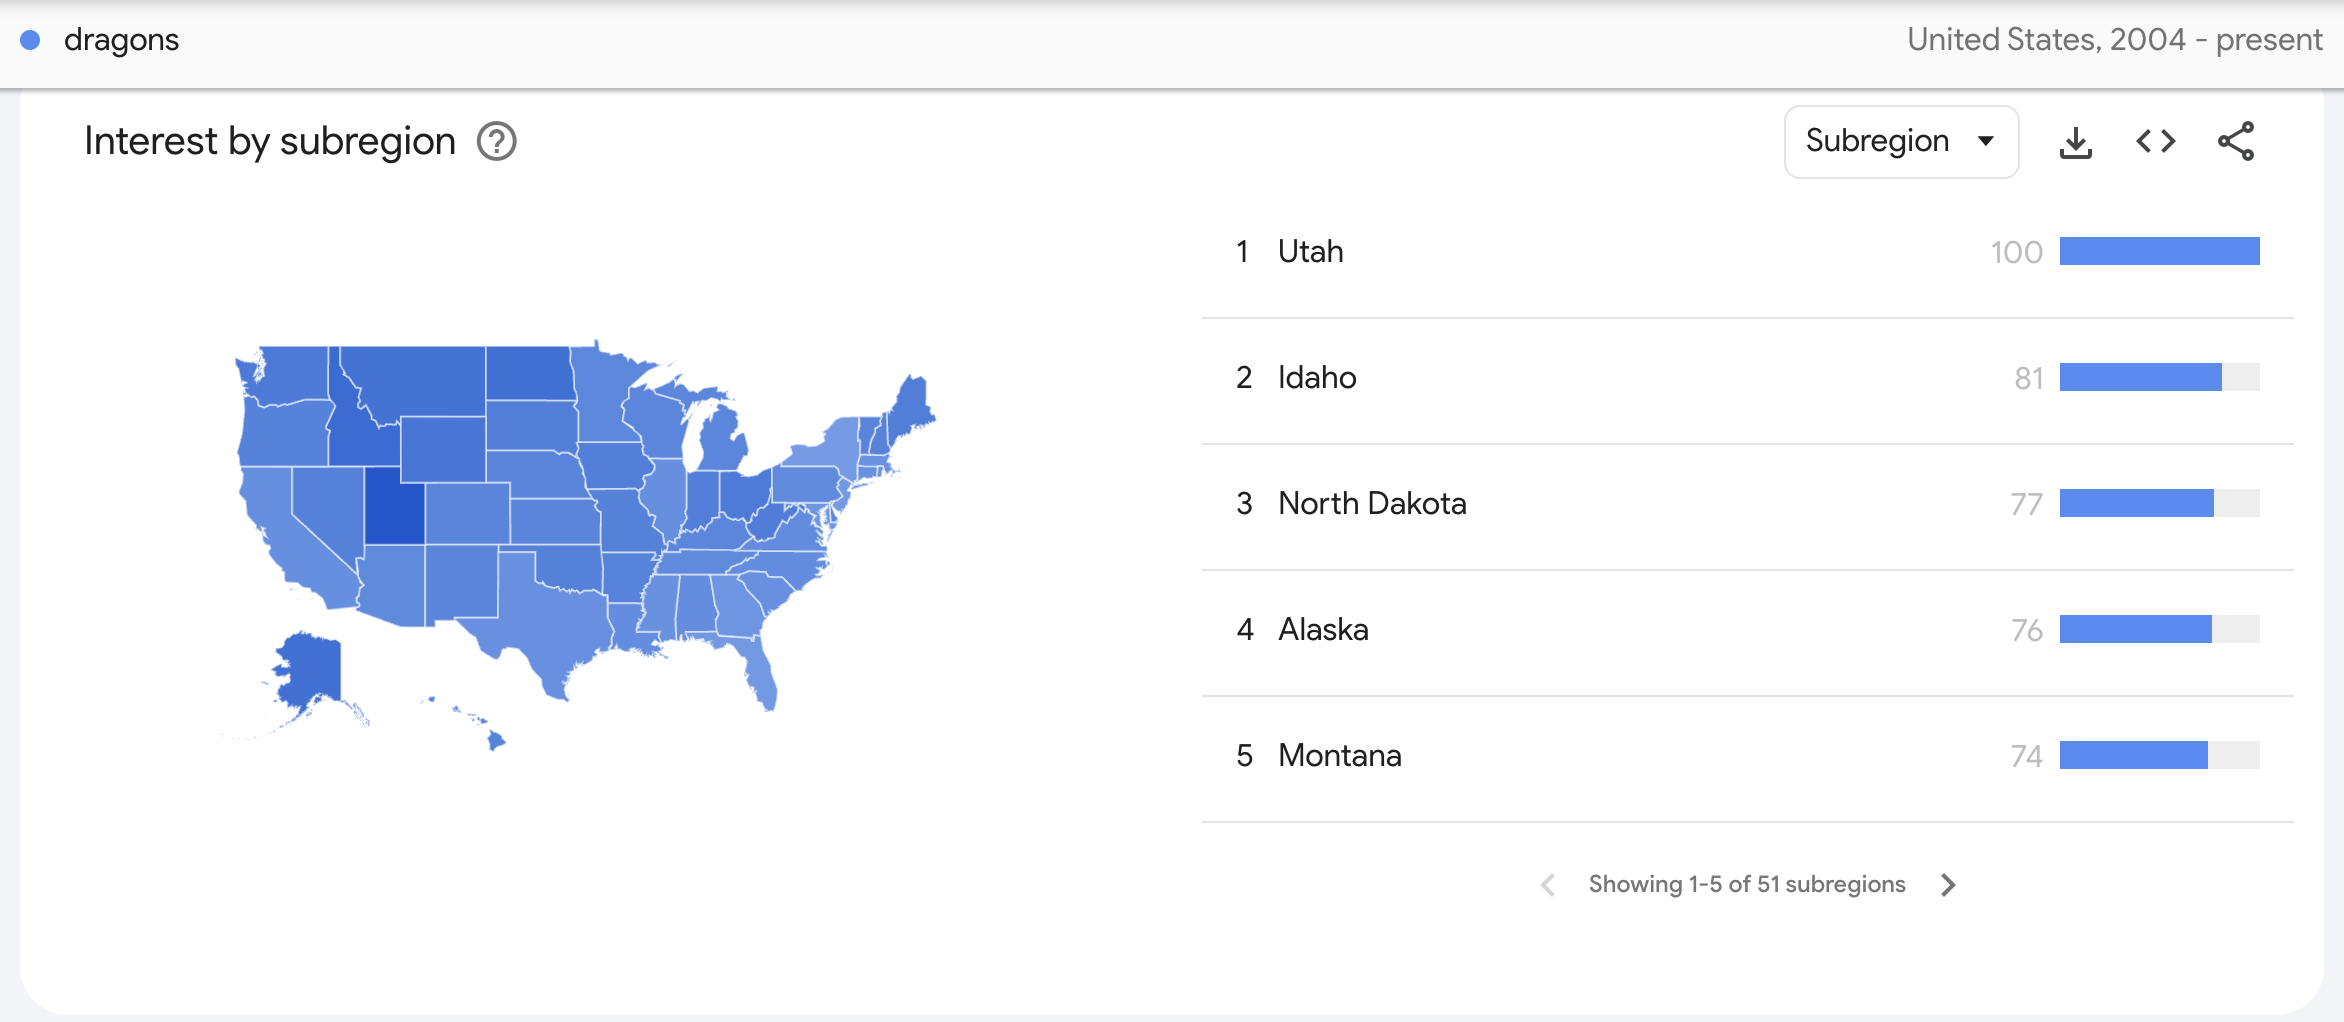 dragons
United States, 2004 - present
Interest by subregion ?
Subregion
1 Utah 100
2 Idaho 81
3 North Dakota 77
4 Alaska 76
5 Montana 74
Showing 1-5 of 51 subregions